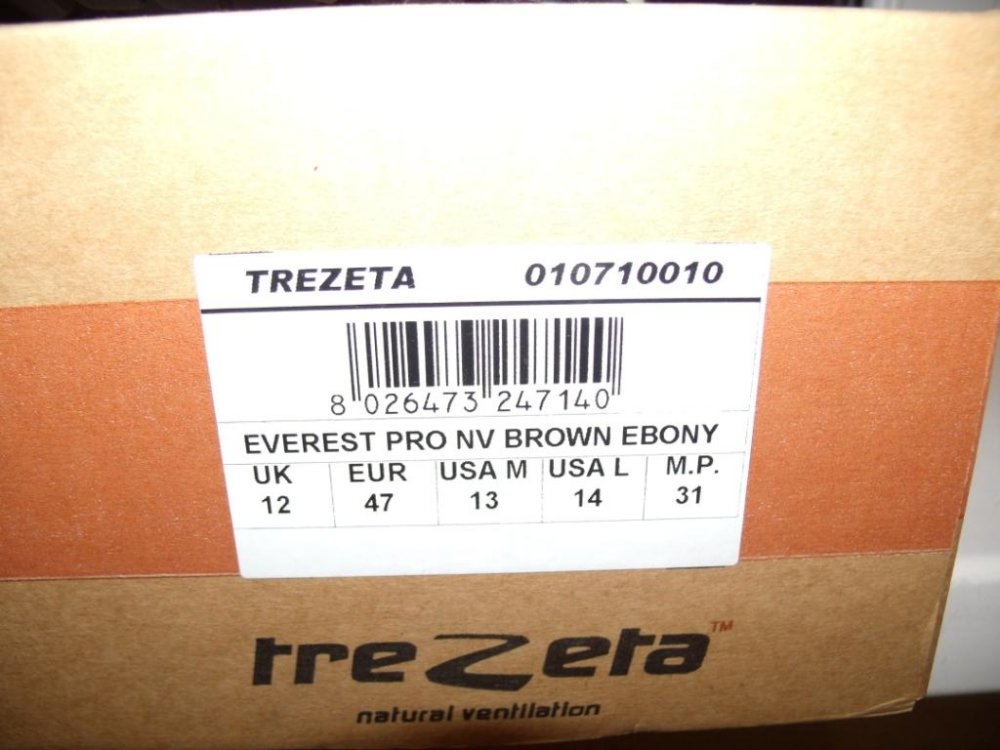 TREZETA 010710010
8 026473 247140
EVEREST PRO NV BROWN EBONY
UK EUR USA M USA L M.P.
12 47 13 14 31
treZeta™
natural ventilation